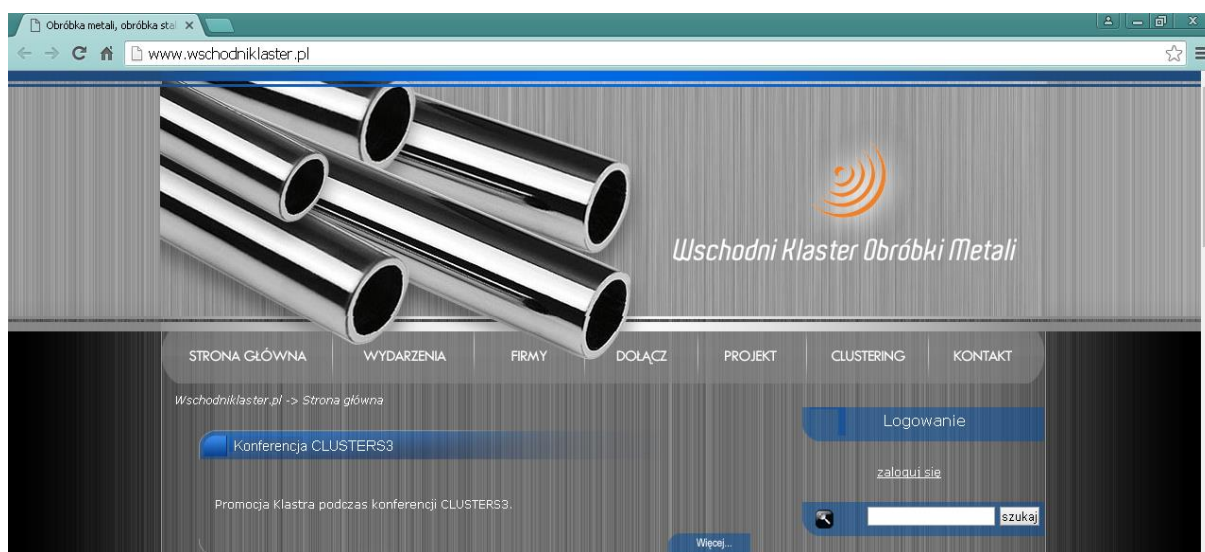 Obróbka metali, obróbka stal
www.wschodniklaster.pl
Wschodni Klaster Obróbki Metali
STRONA GŁÓWNA WYDARZENIA FIRMY DOŁĄCZ PROJEKT CLUSTERING KONTAKT
Wschodniklaster.pl -> Strona główna
Logowanie
Konferencja CLUSTERS3
zaloguj się
Promocja Klastra podczas konferencji CLUSTERS3.
szukaj
Więcej...